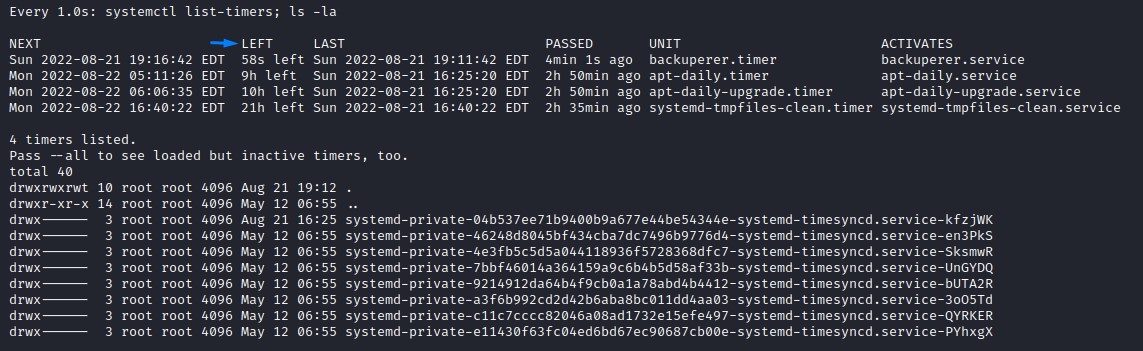 Every 1.0s: systemctl list-timers; ls -la
NEXT LEFT LAST PASSED UNIT ACTIVATES
Sun 2022-08-21 19:16:42 EDT 58s left Sun 2022-08-21 19:11:42 EDT 4min 1s ago backuperer.timer backuperer.service
Mon 2022-08-22 05:11:26 EDT 9h left Sun 2022-08-21 16:25:20 EDT 2h 50min ago apt-daily.timer apt-daily.service
Mon 2022-08-22 06:06:35 EDT 10h left Sun 2022-08-21 16:25:20 EDT 2h 50min ago apt-daily-upgrade.timer apt-daily-upgrade.service
Mon 2022-08-22 16:40:22 EDT 21h left Sun 2022-08-21 16:40:22 EDT 2h 35min ago systemd-tmpfiles-clean.timer systemd-tmpfiles-clean.service
4 timers listed.
Pass --all to see loaded but inactive timers, too.
total 40
drwxrwxrwt 10 root root 4096 Aug 21 19:12 .
drwxr-xr-x 14 root root 4096 May 12 06:55 ..
drwx------ 3 root root 4096 Aug 21 16:25 systemd-private-04b537ee71b9400b9a677e44be54344e-systemd-timesyncd.service-kfzjWK
drwx------ 3 root root 4096 May 12 06:55 systemd-private-46248d8045bf434cba7dc7496b9776d4-systemd-timesyncd.service-en3PkS
drwx------ 3 root root 4096 May 12 06:55 systemd-private-4e3fb5c5d5a044118936f5728368dfc7-systemd-timesyncd.service-SksmwR
drwx------ 3 root root 4096 May 12 06:55 systemd-private-7bbf46014a364159a9c6b4b5d58af33b-systemd-timesyncd.service-UnGYDQ
drwx------ 3 root root 4096 May 12 06:55 systemd-private-9214912da64b4f9cb0a1a78abd4b4412-systemd-timesyncd.service-bUTA2R
drwx------ 3 root root 4096 May 12 06:55 systemd-private-a3f6b992cd2d42b6aba8bc011dd4aa03-systemd-timesyncd.service-3oO5Td
drwx------ 3 root root 4096 May 12 06:55 systemd-private-c11c7cccc82046a08ad1732e15efe497-systemd-timesyncd.service-QYRKER
drwx------ 3 root root 4096 May 12 06:55 systemd-private-e11430f63fc04ed6bd67ec90687cb00e-systemd-timesyncd.service-PYhxgX